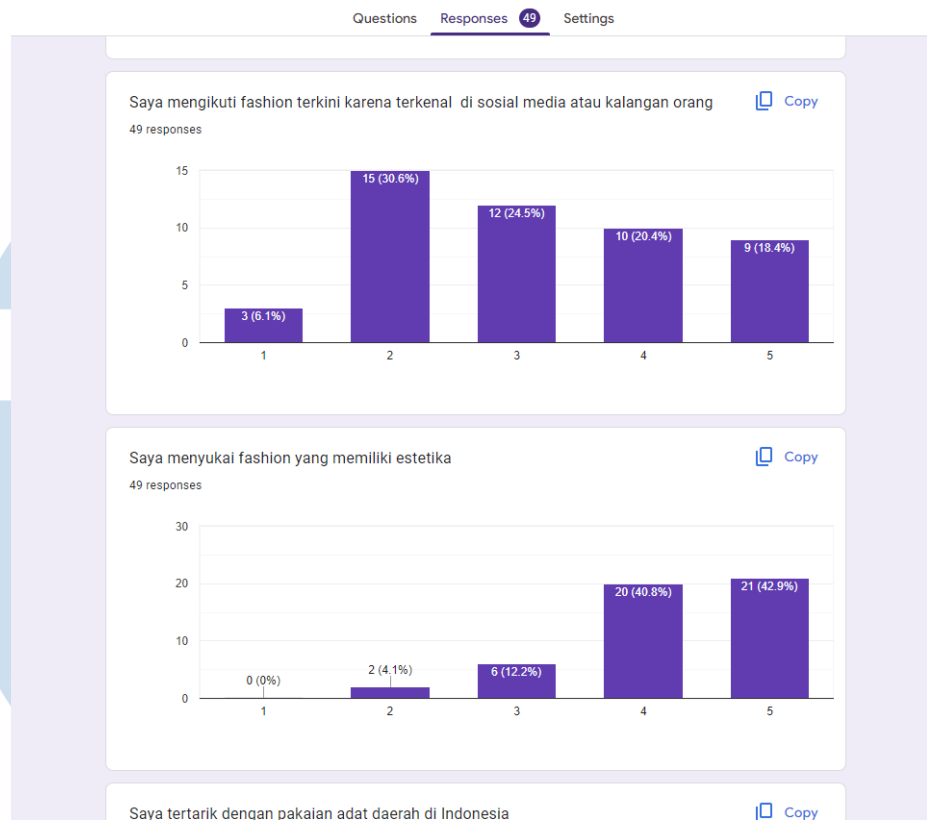 Questions Responses 49 Settings
Saya mengikuti fashion terkini karena terkenal  di sosial media atau kalangan orang
Copy
49 responses
15
10
5
0
3 (6.1%)
15 (30.6%)
12 (24.5%)
10 (20.4%)
9 (18.4%)
1 2 3 4 5
Saya menyukai fashion yang memiliki estetika
Copy
49 responses
30
20
10
0
0 (0%)
2 (4.1%)
6 (12.2%)
20 (40.8%)
21 (42.9%)
1 2 3 4 5
Saya tertarik dengan pakaian adat daerah di Indonesia
Copy